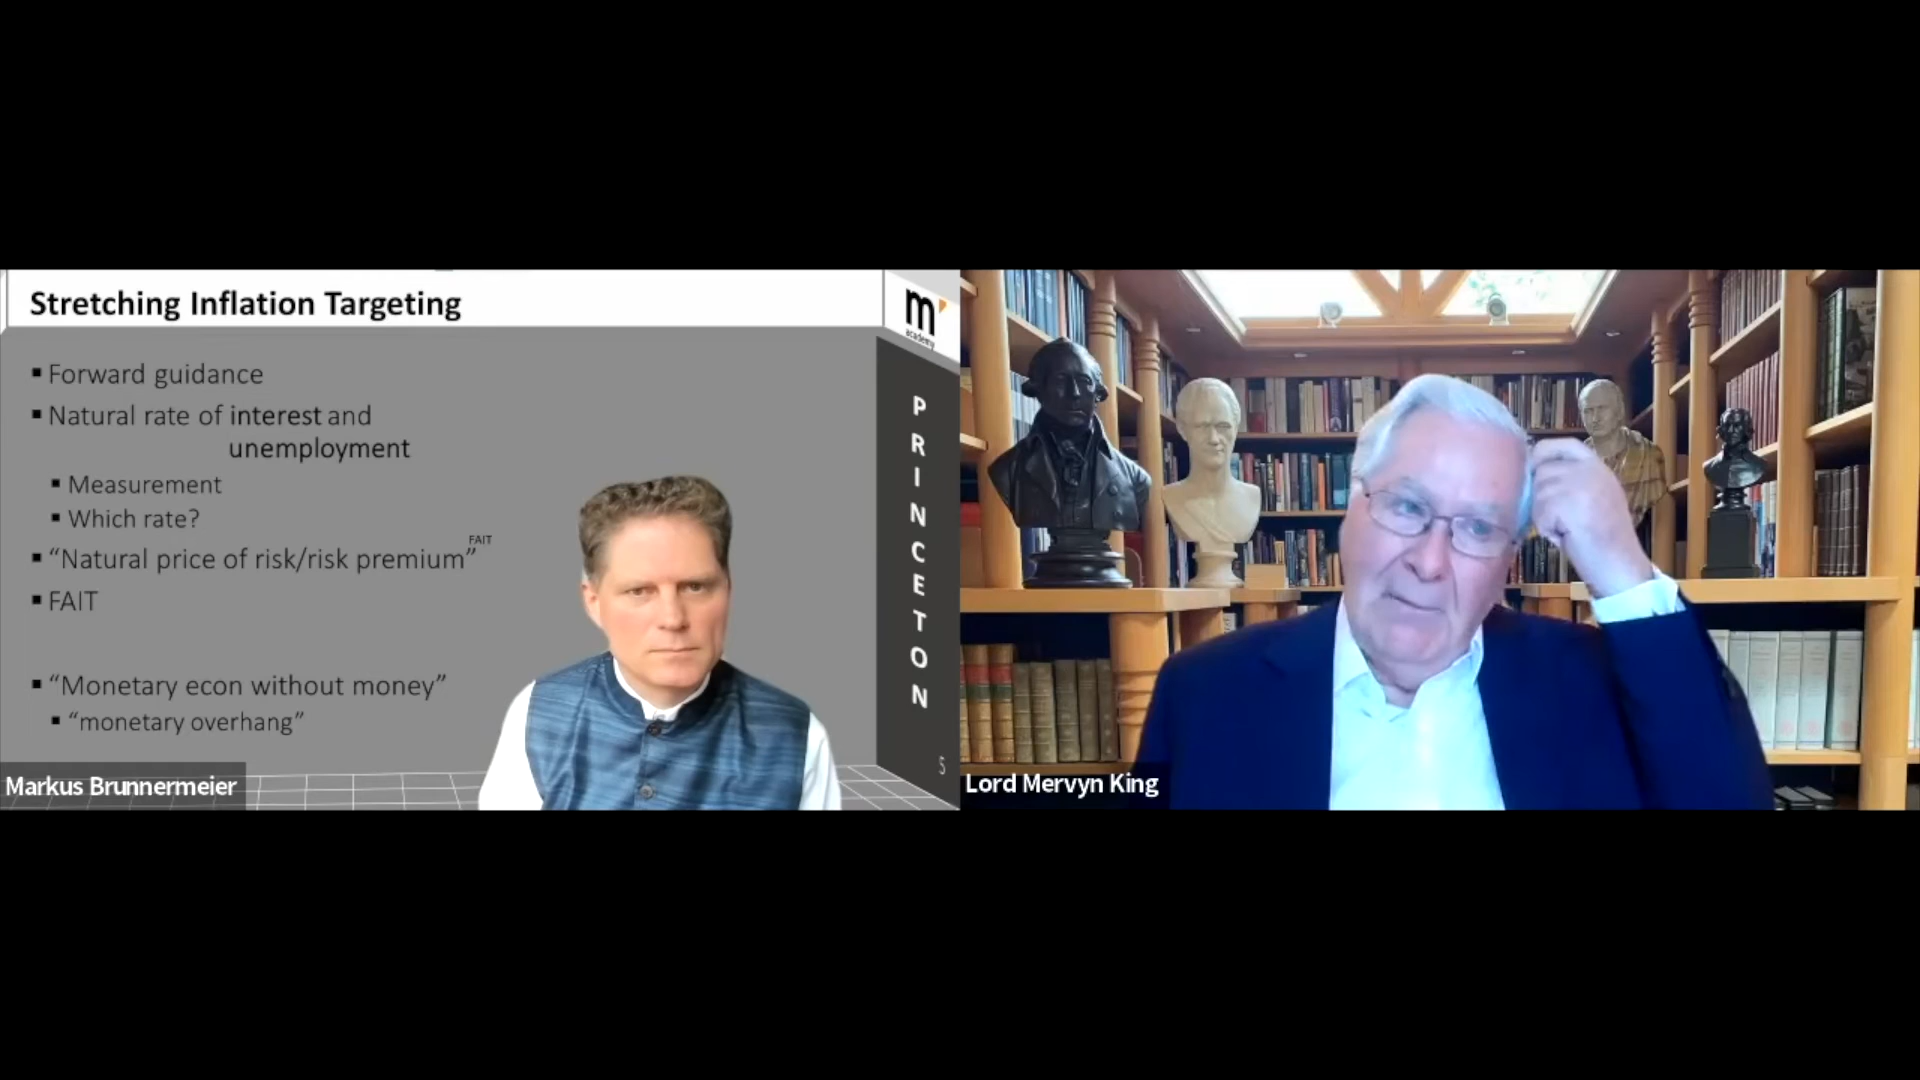 Stretching Inflation Targeting
m'
academy
▪ Forward guidance
▪ Natural rate of interest and
unemployment
▪ Measurement
▪ Which rate?
FAIT
▪ “Natural price of risk/risk premium”
▪ FAIT
▪ “Monetary econ without money”
▪ “monetary overhang”
PRINCETON
5
Markus Brunnermeier
Lord Mervyn King